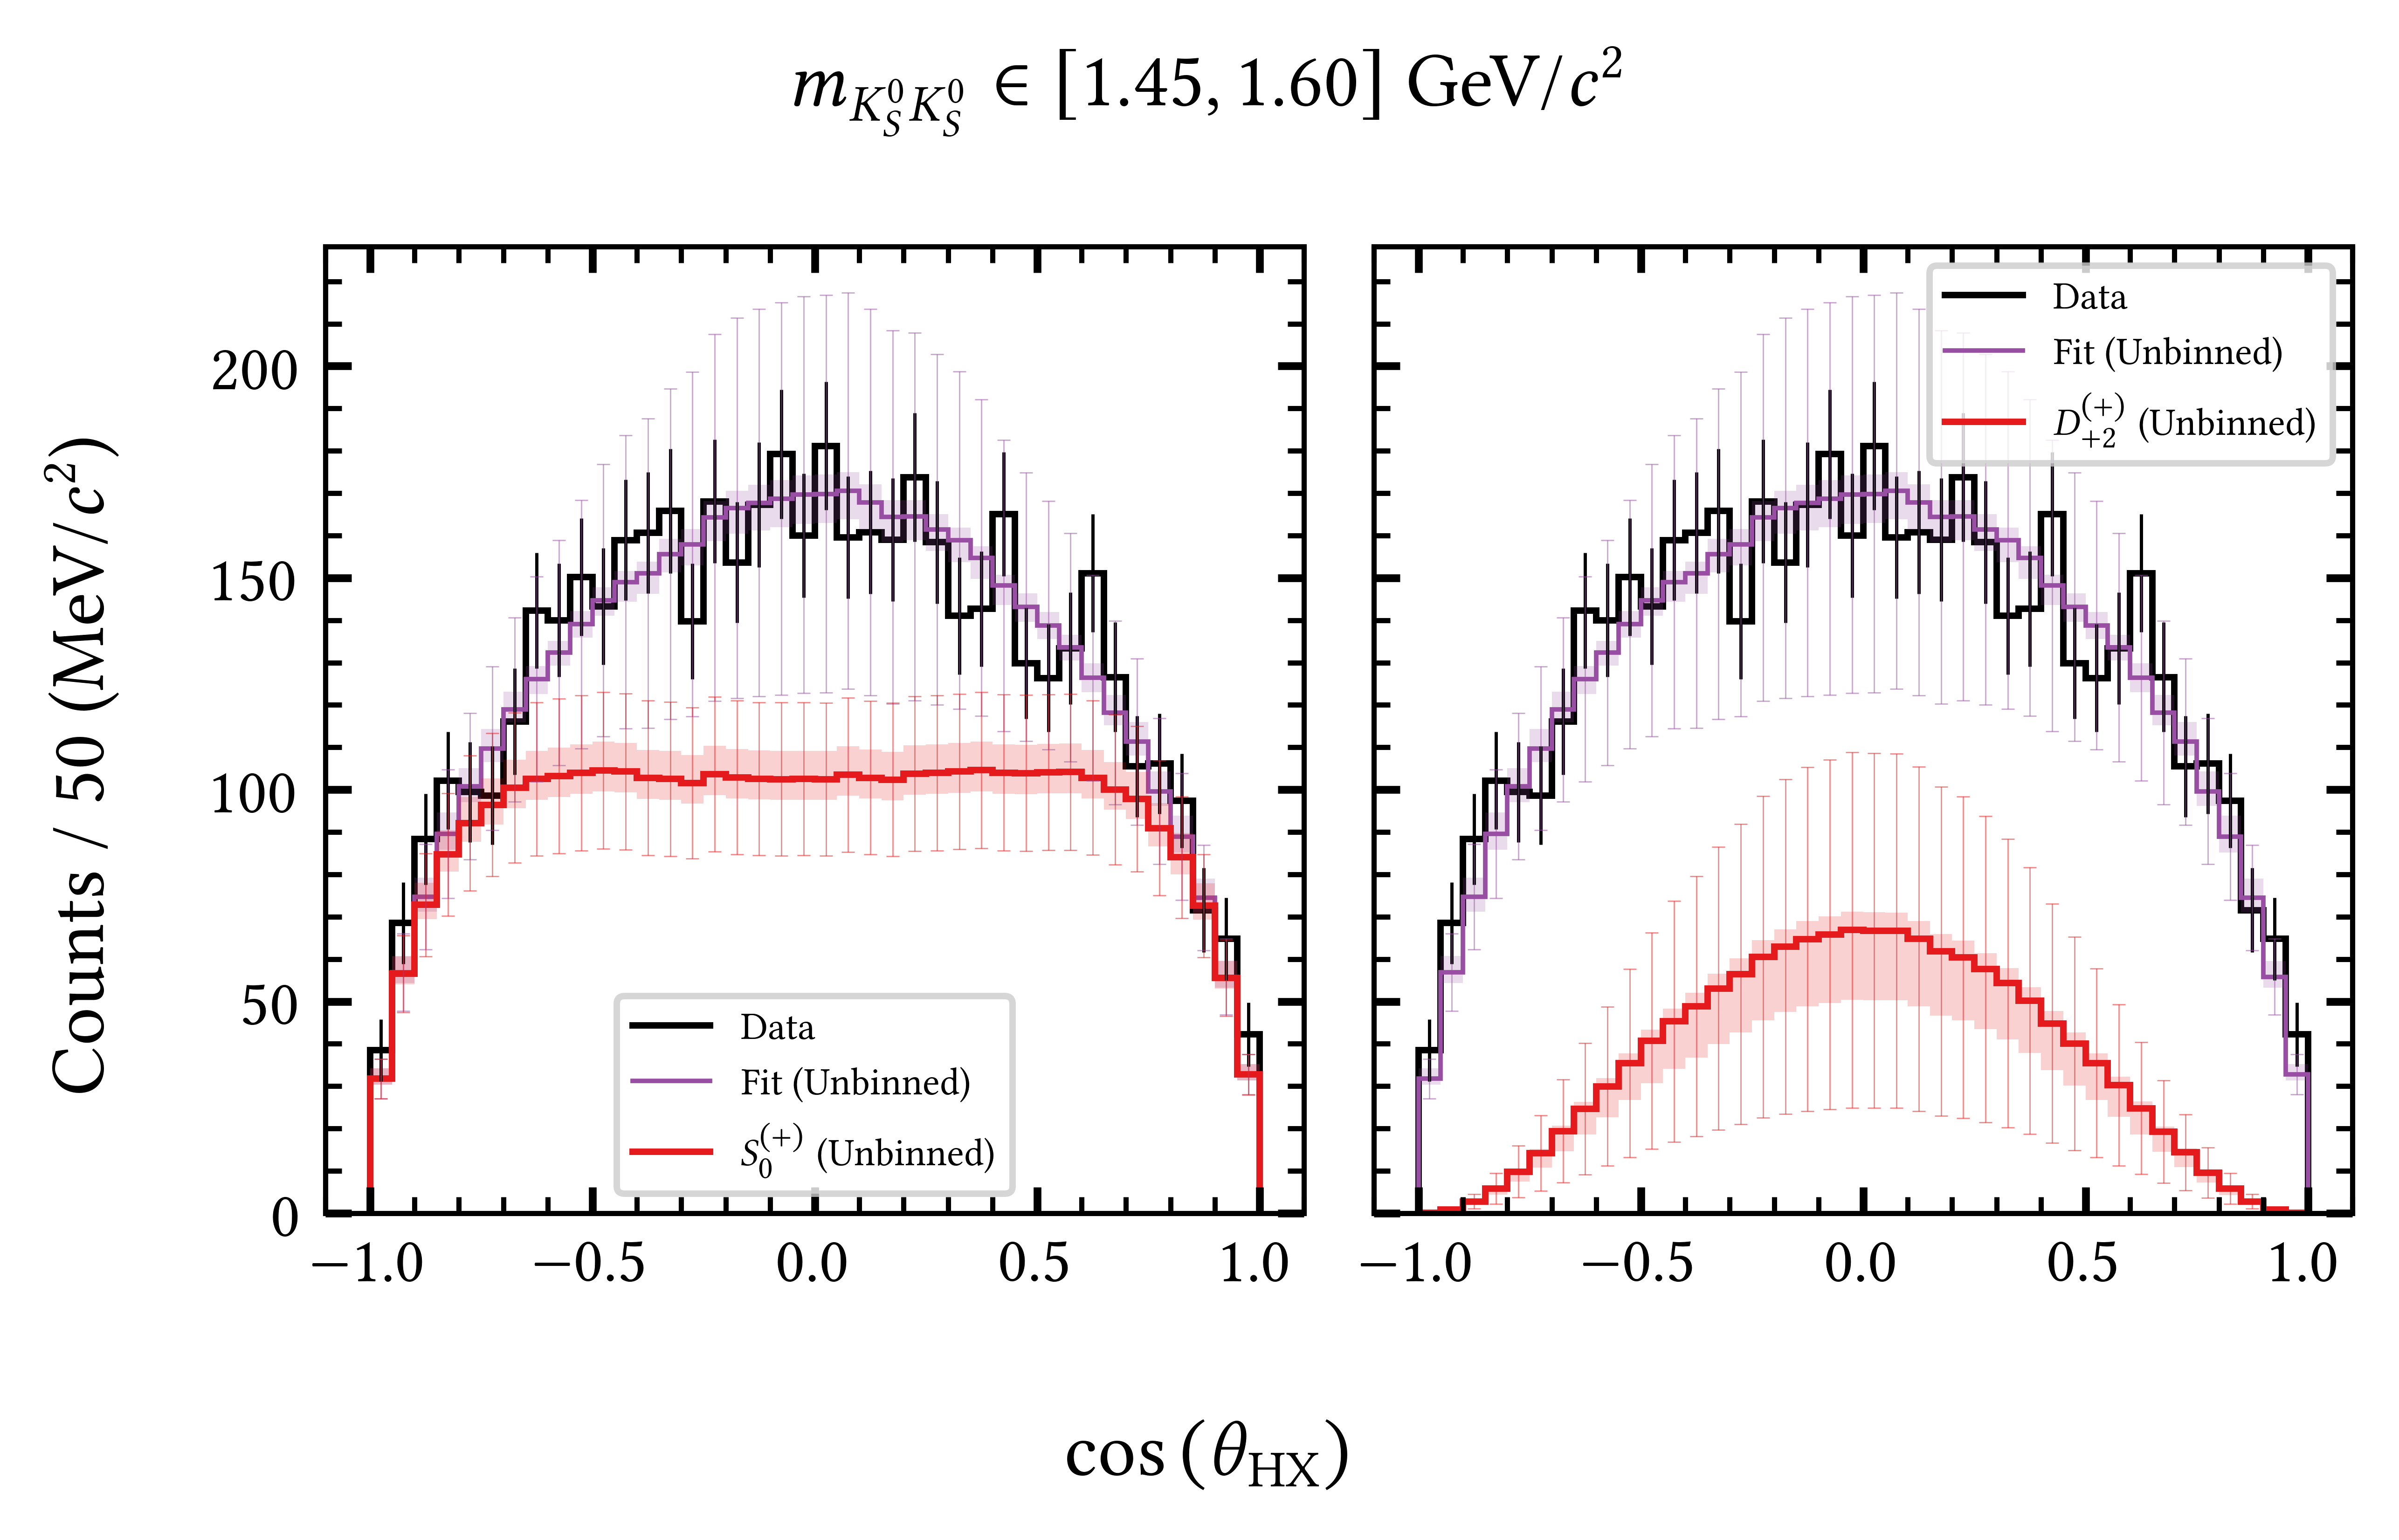 m_{K_S^0 K_S^0} ∈ [1.45, 1.60] GeV/c²
Counts / 50 (MeV/c²)
200
150
100
50
0
Data
Fit (Unbinned)
S_0^{(+)} (Unbinned)
−1.0 −0.5 0.0 0.5 1.0
Data
Fit (Unbinned)
D_{+2}^{(+)} (Unbinned)
−1.0 −0.5 0.0 0.5 1.0
cos (θ_HX)